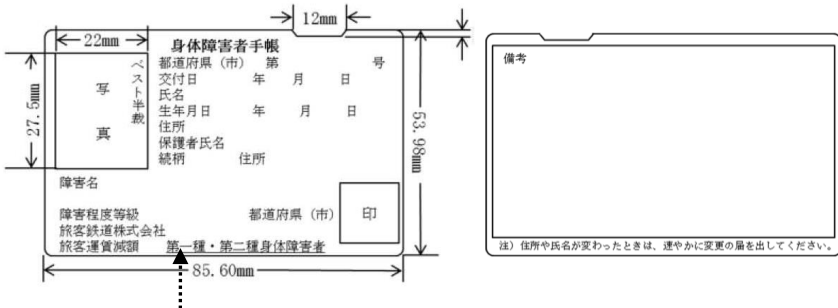 12mm
22mm
身体障害者手帳
都道府県（市） 第 号
交付日 年 月 日
氏名
生年月日 年 月 日
住所
保護者氏名
続柄 住所
ベスト半裁
写
真
27.5mm
53.98mm
障害名
障害程度等級 都道府県（市） 印
旅客鉄道株式会社
旅客運賃減額 第一種・第二種身体障害者
85.60mm
備考
注）住所や氏名が変わったときは、速やかに変更の届を出してください。